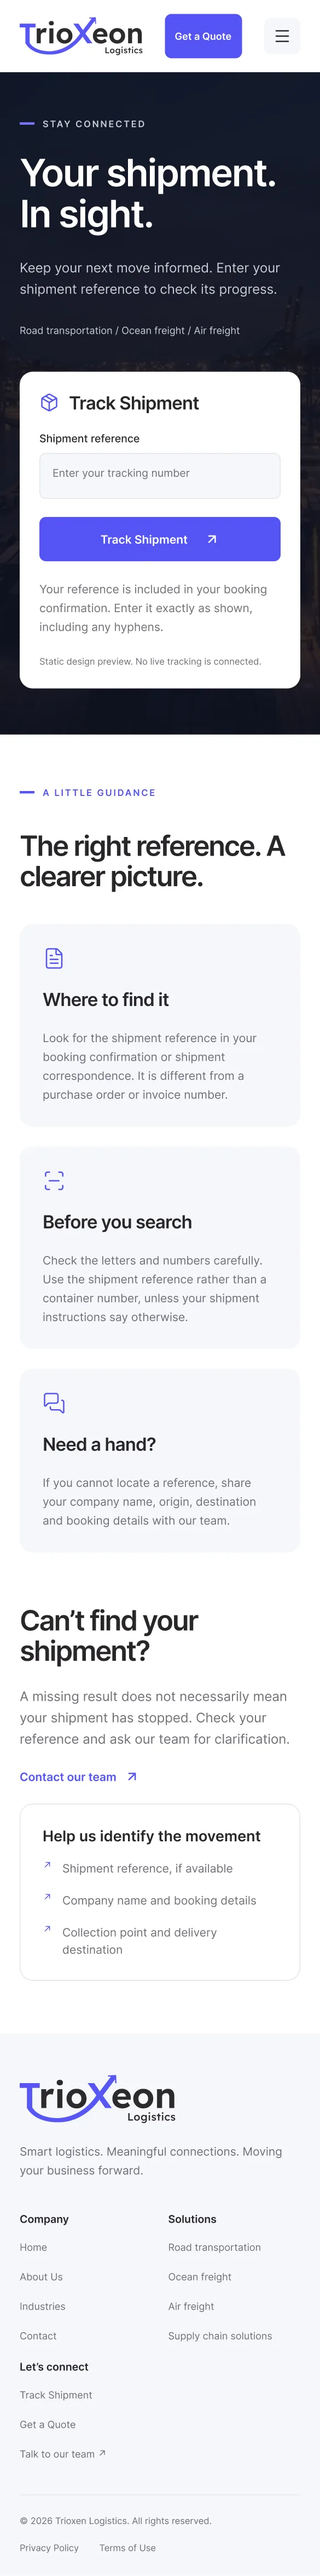 TrioXeon
Logistics
Get a Quote
STAY CONNECTED
Your shipment.
In sight.
Keep your next move informed. Enter your
shipment reference to check its progress.
Road transportation / Ocean freight / Air freight
Track Shipment
Shipment reference
Enter your tracking number
Track Shipment
Your reference is included in your booking
confirmation. Enter it exactly as shown,
including any hyphens.
Static design preview. No live tracking is connected.
A LITTLE GUIDANCE
The right reference. A
clearer picture.
Where to find it
Look for the shipment reference in your
booking confirmation or shipment
correspondence. It is different from a
purchase order or invoice number.
Before you search
Check the letters and numbers carefully.
Use the shipment reference rather than a
container number, unless your shipment
instructions say otherwise.
Need a hand?
If you cannot locate a reference, share
your company name, origin, destination
and booking details with our team.
Can’t find your
shipment?
A missing result does not necessarily mean
your shipment has stopped. Check your
reference and ask our team for clarification.
Contact our team
Help us identify the movement
Shipment reference, if available
Company name and booking details
Collection point and delivery
destination
TrioXeon
Logistics
Smart logistics. Meaningful connections. Moving
your business forward.
Company
Home
About Us
Industries
Contact
Solutions
Road transportation
Ocean freight
Air freight
Supply chain solutions
Let’s connect
Track Shipment
Get a Quote
Talk to our team ↗
© 2026 Trioxen Logistics. All rights reserved.
Privacy Policy Terms of Use